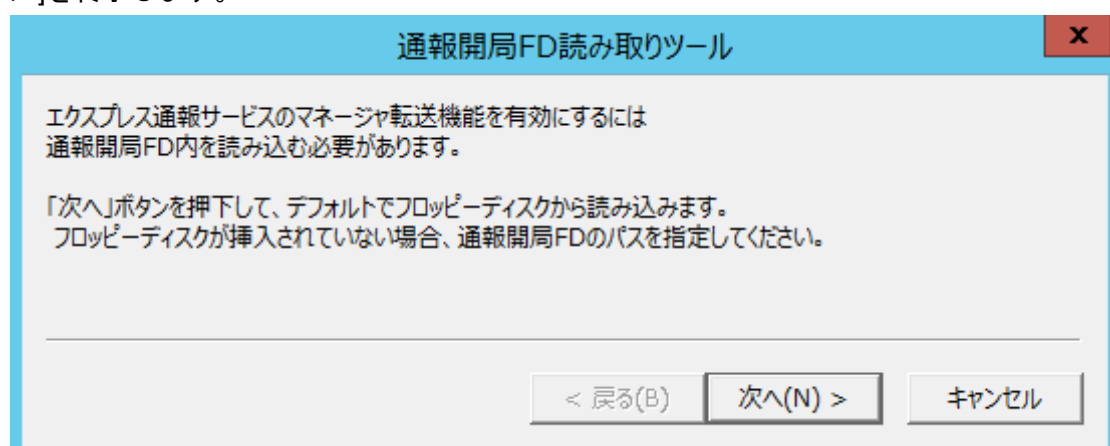 通報開局FD読み取りツール
x
エクスプレス通報サービスのマネージャ転送機能を有効にするには
通報開局FD内を読み込む必要があります。
「次へ」ボタンを押下して、デフォルトでフロッピーディスクから読み込みます。
フロッピーディスクが挿入されていない場合、通報開局FDのパスを指定してください。
< 戻る(B) 次へ(N) > キャンセル